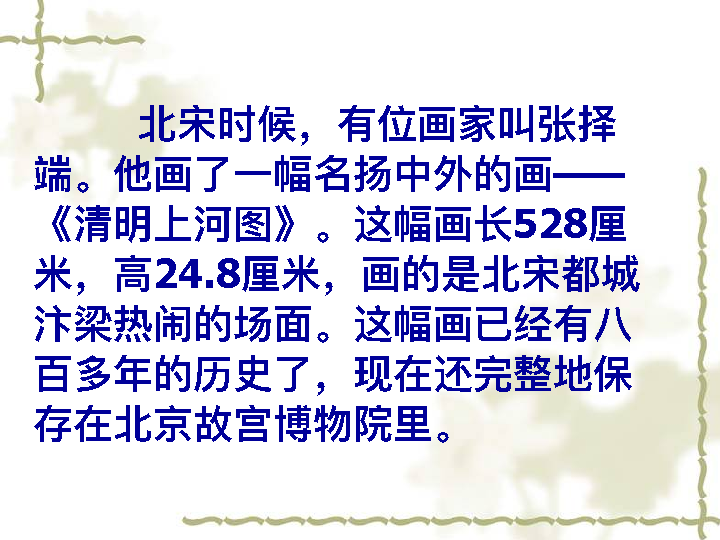 北宋时候，有位画家叫张择
端。他画了一幅名扬中外的画——
《清明上河图》。这幅画长528厘
米，高24.8厘米，画的是北宋都城
汴梁热闹的场面。这幅画已经有八
百多年的历史了，现在还完整地保
存在北京故宫博物院里。